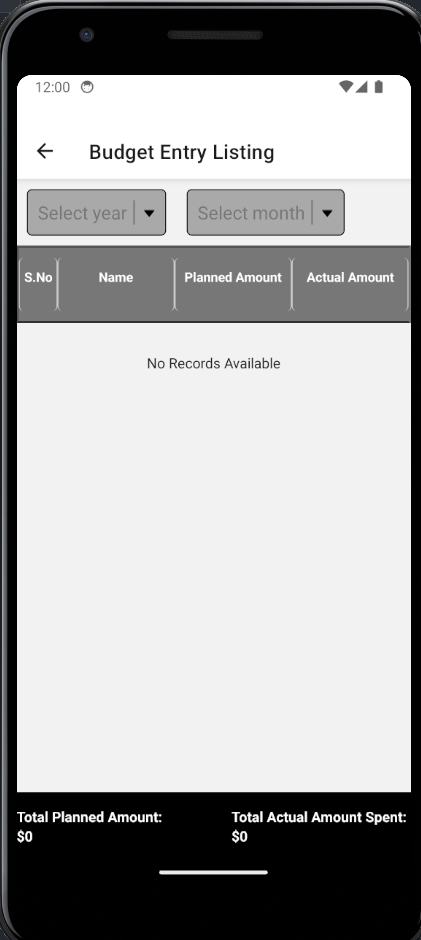 12:00
Budget Entry Listing
Select year
Select month
S.No Name Planned Amount Actual Amount
No Records Available
Total Planned Amount: Total Actual Amount Spent:
$0 $0